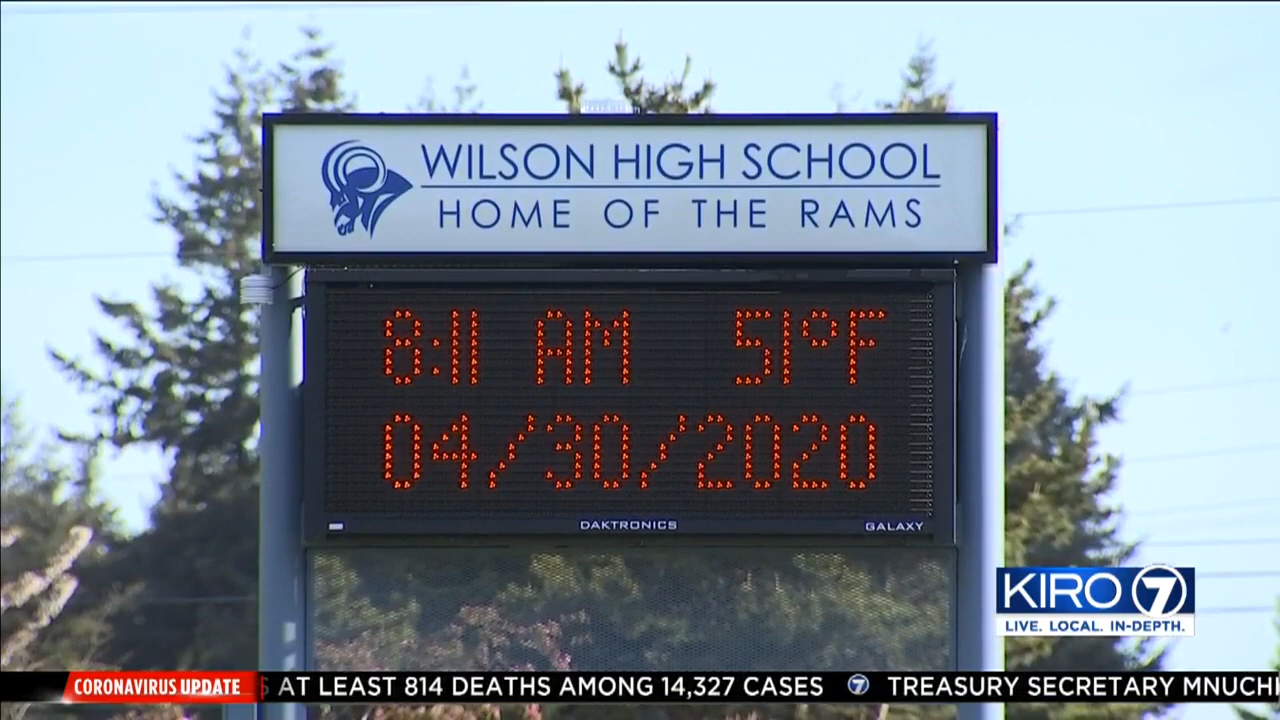 WILSON HIGH SCHOOL
HOME OF THE RAMS
8:11 AM 51°F
04/30/2020
DAKTRONICS GALAXY
KIRO 7
LIVE. LOCAL. IN-DEPTH.
CORONAVIRUS UPDATE AT LEAST 814 DEATHS AMONG 14,327 CASES 7 TREASURY SECRETARY